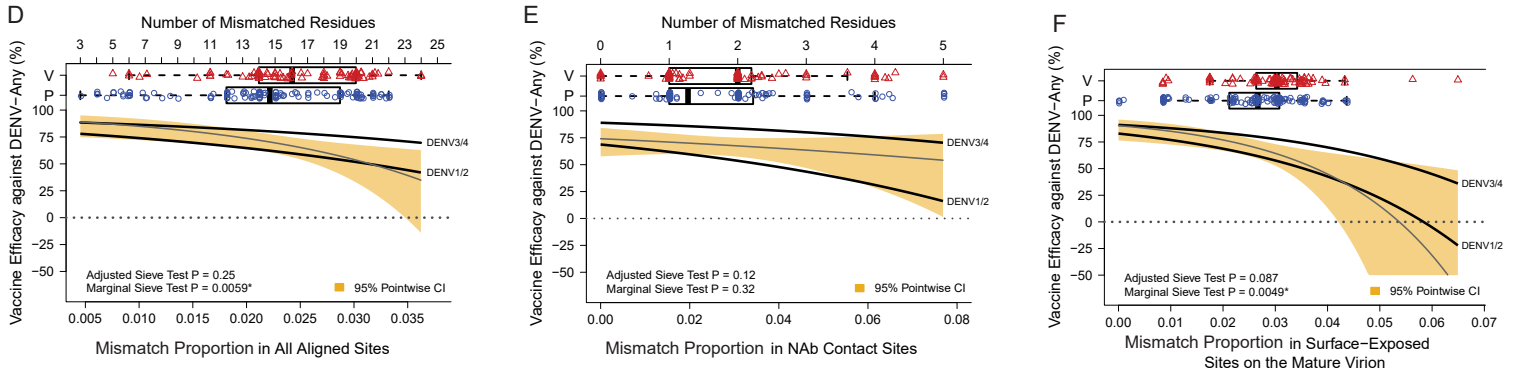 D
Number of Mismatched Residues
3 5 7 9 11 13 15 17 19 21 23 25
V
P
Vaccine Efficacy against DENV−Any (%)
100
75
50
25
0
−25
−50
DENV3/4
DENV1/2
Adjusted Sieve Test P = 0.25
Marginal Sieve Test P = 0.0059*
95% Pointwise CI
0.005 0.010 0.015 0.020 0.025 0.030 0.035
Mismatch Proportion in All Aligned Sites
E
Number of Mismatched Residues
0 1 2 3 4 5
V
P
Vaccine Efficacy against DENV−Any (%)
100
75
50
25
0
−25
−50
DENV3/4
DENV1/2
Adjusted Sieve Test P = 0.12
Marginal Sieve Test P = 0.32
95% Pointwise CI
0.00 0.02 0.04 0.06 0.08
Mismatch Proportion in NAb Contact Sites
F
V
P
Vaccine Efficacy against DENV−Any (%)
100
75
50
25
0
−25
−50
DENV3/4
DENV1/2
Adjusted Sieve Test P = 0.087
Marginal Sieve Test P = 0.0049*
95% Pointwise CI
0.00 0.01 0.02 0.03 0.04 0.05 0.06 0.07
Mismatch Proportion in Surface−Exposed
Sites on the Mature Virion